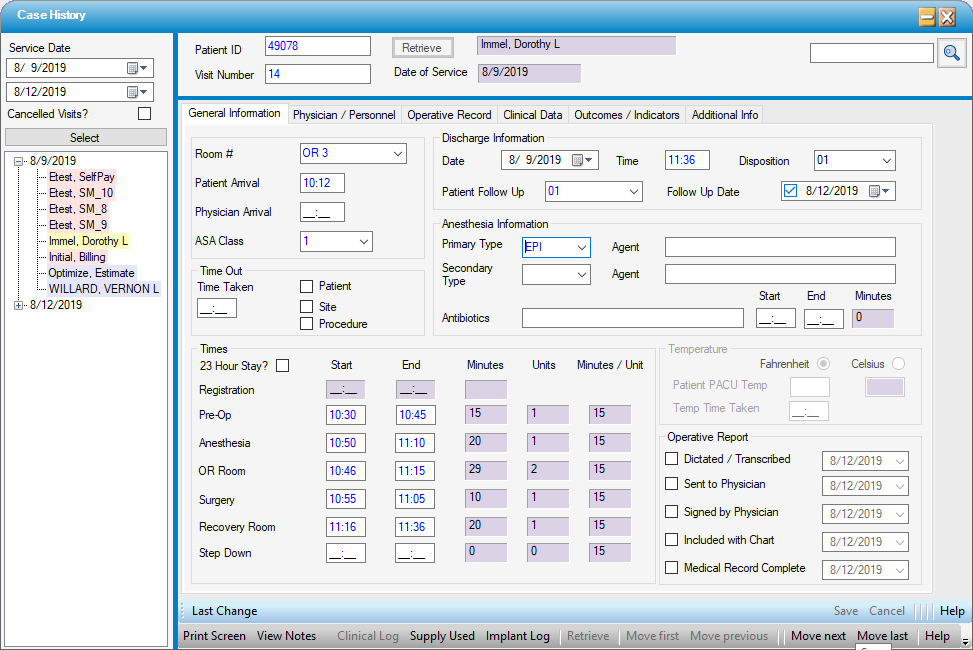 Case History
Service Date
8/ 9/2019
8/12/2019
Cancelled Visits?
Select
8/9/2019
Etest, SelfPay
Etest, SM_10
Etest, SM_8
Etest, SM_9
Immel, Dorothy L
Initial, Billing
Optimize, Estimate
WILLARD, VERNON L
8/12/2019
Patient ID 49078 Retrieve Immel, Dorothy L
Visit Number 14 Date of Service 8/9/2019
General Information Physician / Personnel Operative Record Clinical Data Outcomes / Indicators Additional Info
Room # OR 3
Patient Arrival 10:12
Physician Arrival __:__
ASA Class 1
Time Out
Time Taken
__:__
Patient
Site
Procedure
Discharge Information
Date 8/ 9/2019 Time 11:36 Disposition 01
Patient Follow Up 01 Follow Up Date 8/12/2019
Anesthesia Information
Primary Type EPI Agent
Secondary Type Agent
Start End Minutes
Antibiotics __:__ __:__ 0
Times
23 Hour Stay? Start End Minutes Units Minutes / Unit
Registration __:__ __:__
Pre-Op 10:30 10:45 15 1 15
Anesthesia 10:50 11:10 20 1 15
OR Room 10:46 11:15 29 2 15
Surgery 10:55 11:05 10 1 15
Recovery Room 11:16 11:36 20 1 15
Step Down __:__ __:__ 0 0 15
Temperature
Fahrenheit Celsius
Patient PACU Temp
Temp Time Taken __:__
Operative Report
Dictated / Transcribed 8/12/2019
Sent to Physician 8/12/2019
Signed by Physician 8/12/2019
Included with Chart 8/12/2019
Medical Record Complete 8/12/2019
Last Change Save Cancel Help
Print Screen View Notes Clinical Log Supply Used Implant Log Retrieve Move first Move previous Move next Move last Help